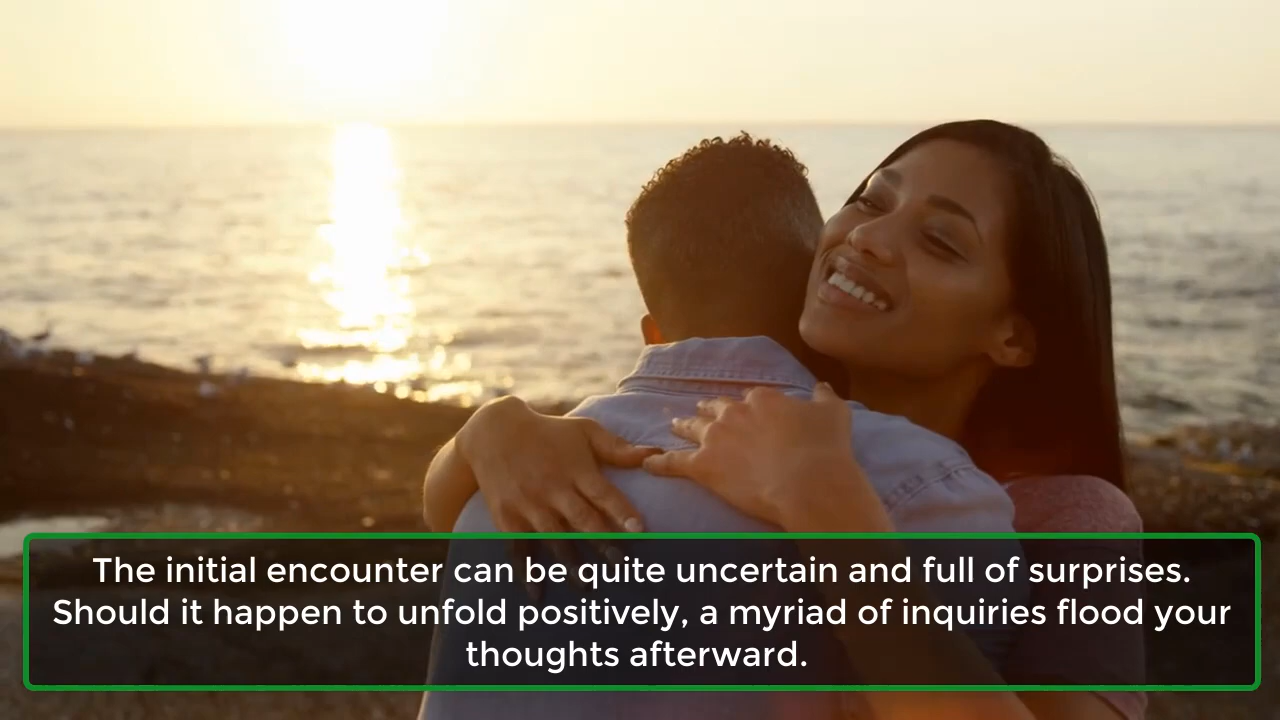 The initial encounter can be quite uncertain and full of surprises.
Should it happen to unfold positively, a myriad of inquiries flood your
thoughts afterward.